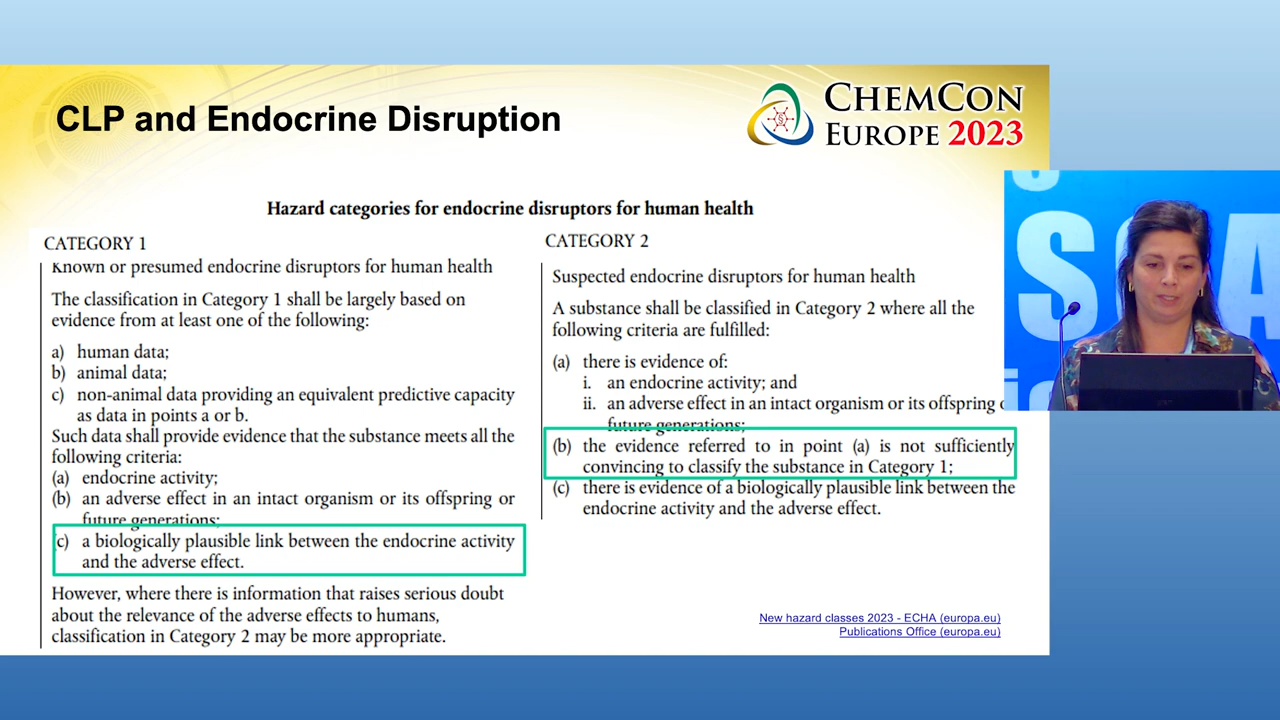 CLP and Endocrine Disruption
CHEMCON
EUROPE 2023
Hazard categories for endocrine disruptors for human health
CATEGORY 1
Known or presumed endocrine disruptors for human health
The classification in Category 1 shall be largely based on
evidence from at least one of the following:
a) human data;
b) animal data;
c) non-animal data providing an equivalent predictive capacity
as data in points a or b.
Such data shall provide evidence that the substance meets all the
following criteria:
(a) endocrine activity;
(b) an adverse effect in an intact organism or its offspring or
future generations;
(c) a biologically plausible link between the endocrine activity
and the adverse effect.
However, where there is information that raises serious doubt
about the relevance of the adverse effects to humans,
classification in Category 2 may be more appropriate.
CATEGORY 2
Suspected endocrine disruptors for human health
A substance shall be classified in Category 2 where all the
following criteria are fulfilled:
(a) there is evidence of:
i. an endocrine activity; and
ii. an adverse effect in an intact organism or its offspring
future generations;
(b) the evidence referred to in point (a) is not sufficiently
convincing to classify the substance in Category 1;
(c) there is evidence of a biologically plausible link between the
endocrine activity and the adverse effect.
New hazard classes 2023 - ECHA (europa.eu)
Publications Office (europa.eu)